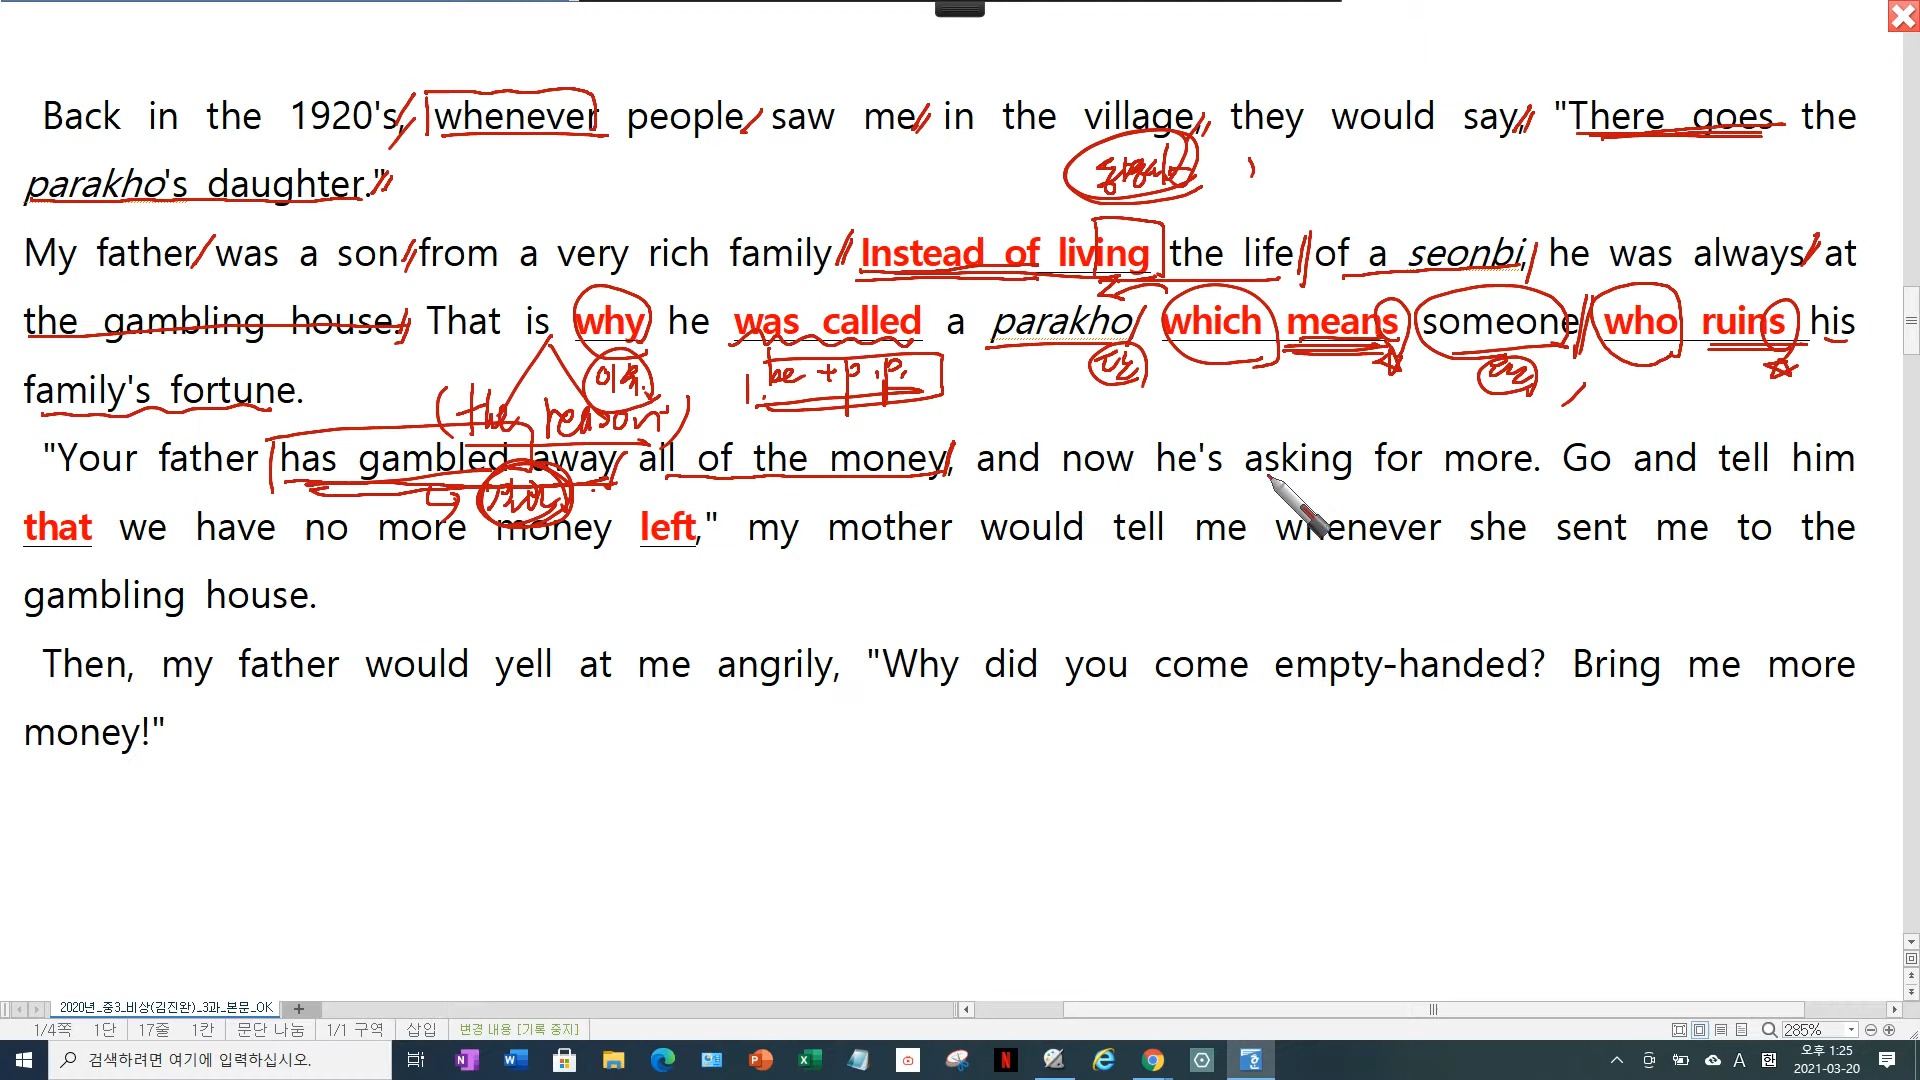 Back in the 1920's, whenever people saw me in the village, they would say, "There goes the
parakho's daughter."
My father was a son from a very rich family. Instead of living the life of a seonbi, he was always at
the gambling house. That is why he was called a parakho which means someone who ruins his
be + p.p.
family's fortune.
(the reason)
"Your father has gambled away all of the money, and now he's asking for more. Go and tell him
that we have no more money left," my mother would tell me whenever she sent me to the
gambling house.
Then, my father would yell at me angrily, "Why did you come empty-handed? Bring me more
money!"
2020년_중3_비상(김진완)_3과_본문_OK
1/4쪽 1단 17줄 1칸 문단 나눔 1/1 구역 삽입 변경 내용 [기록 중지] 285%
검색하려면 여기에 입력하십시오.
A 한 오후 1:25
2021-03-20